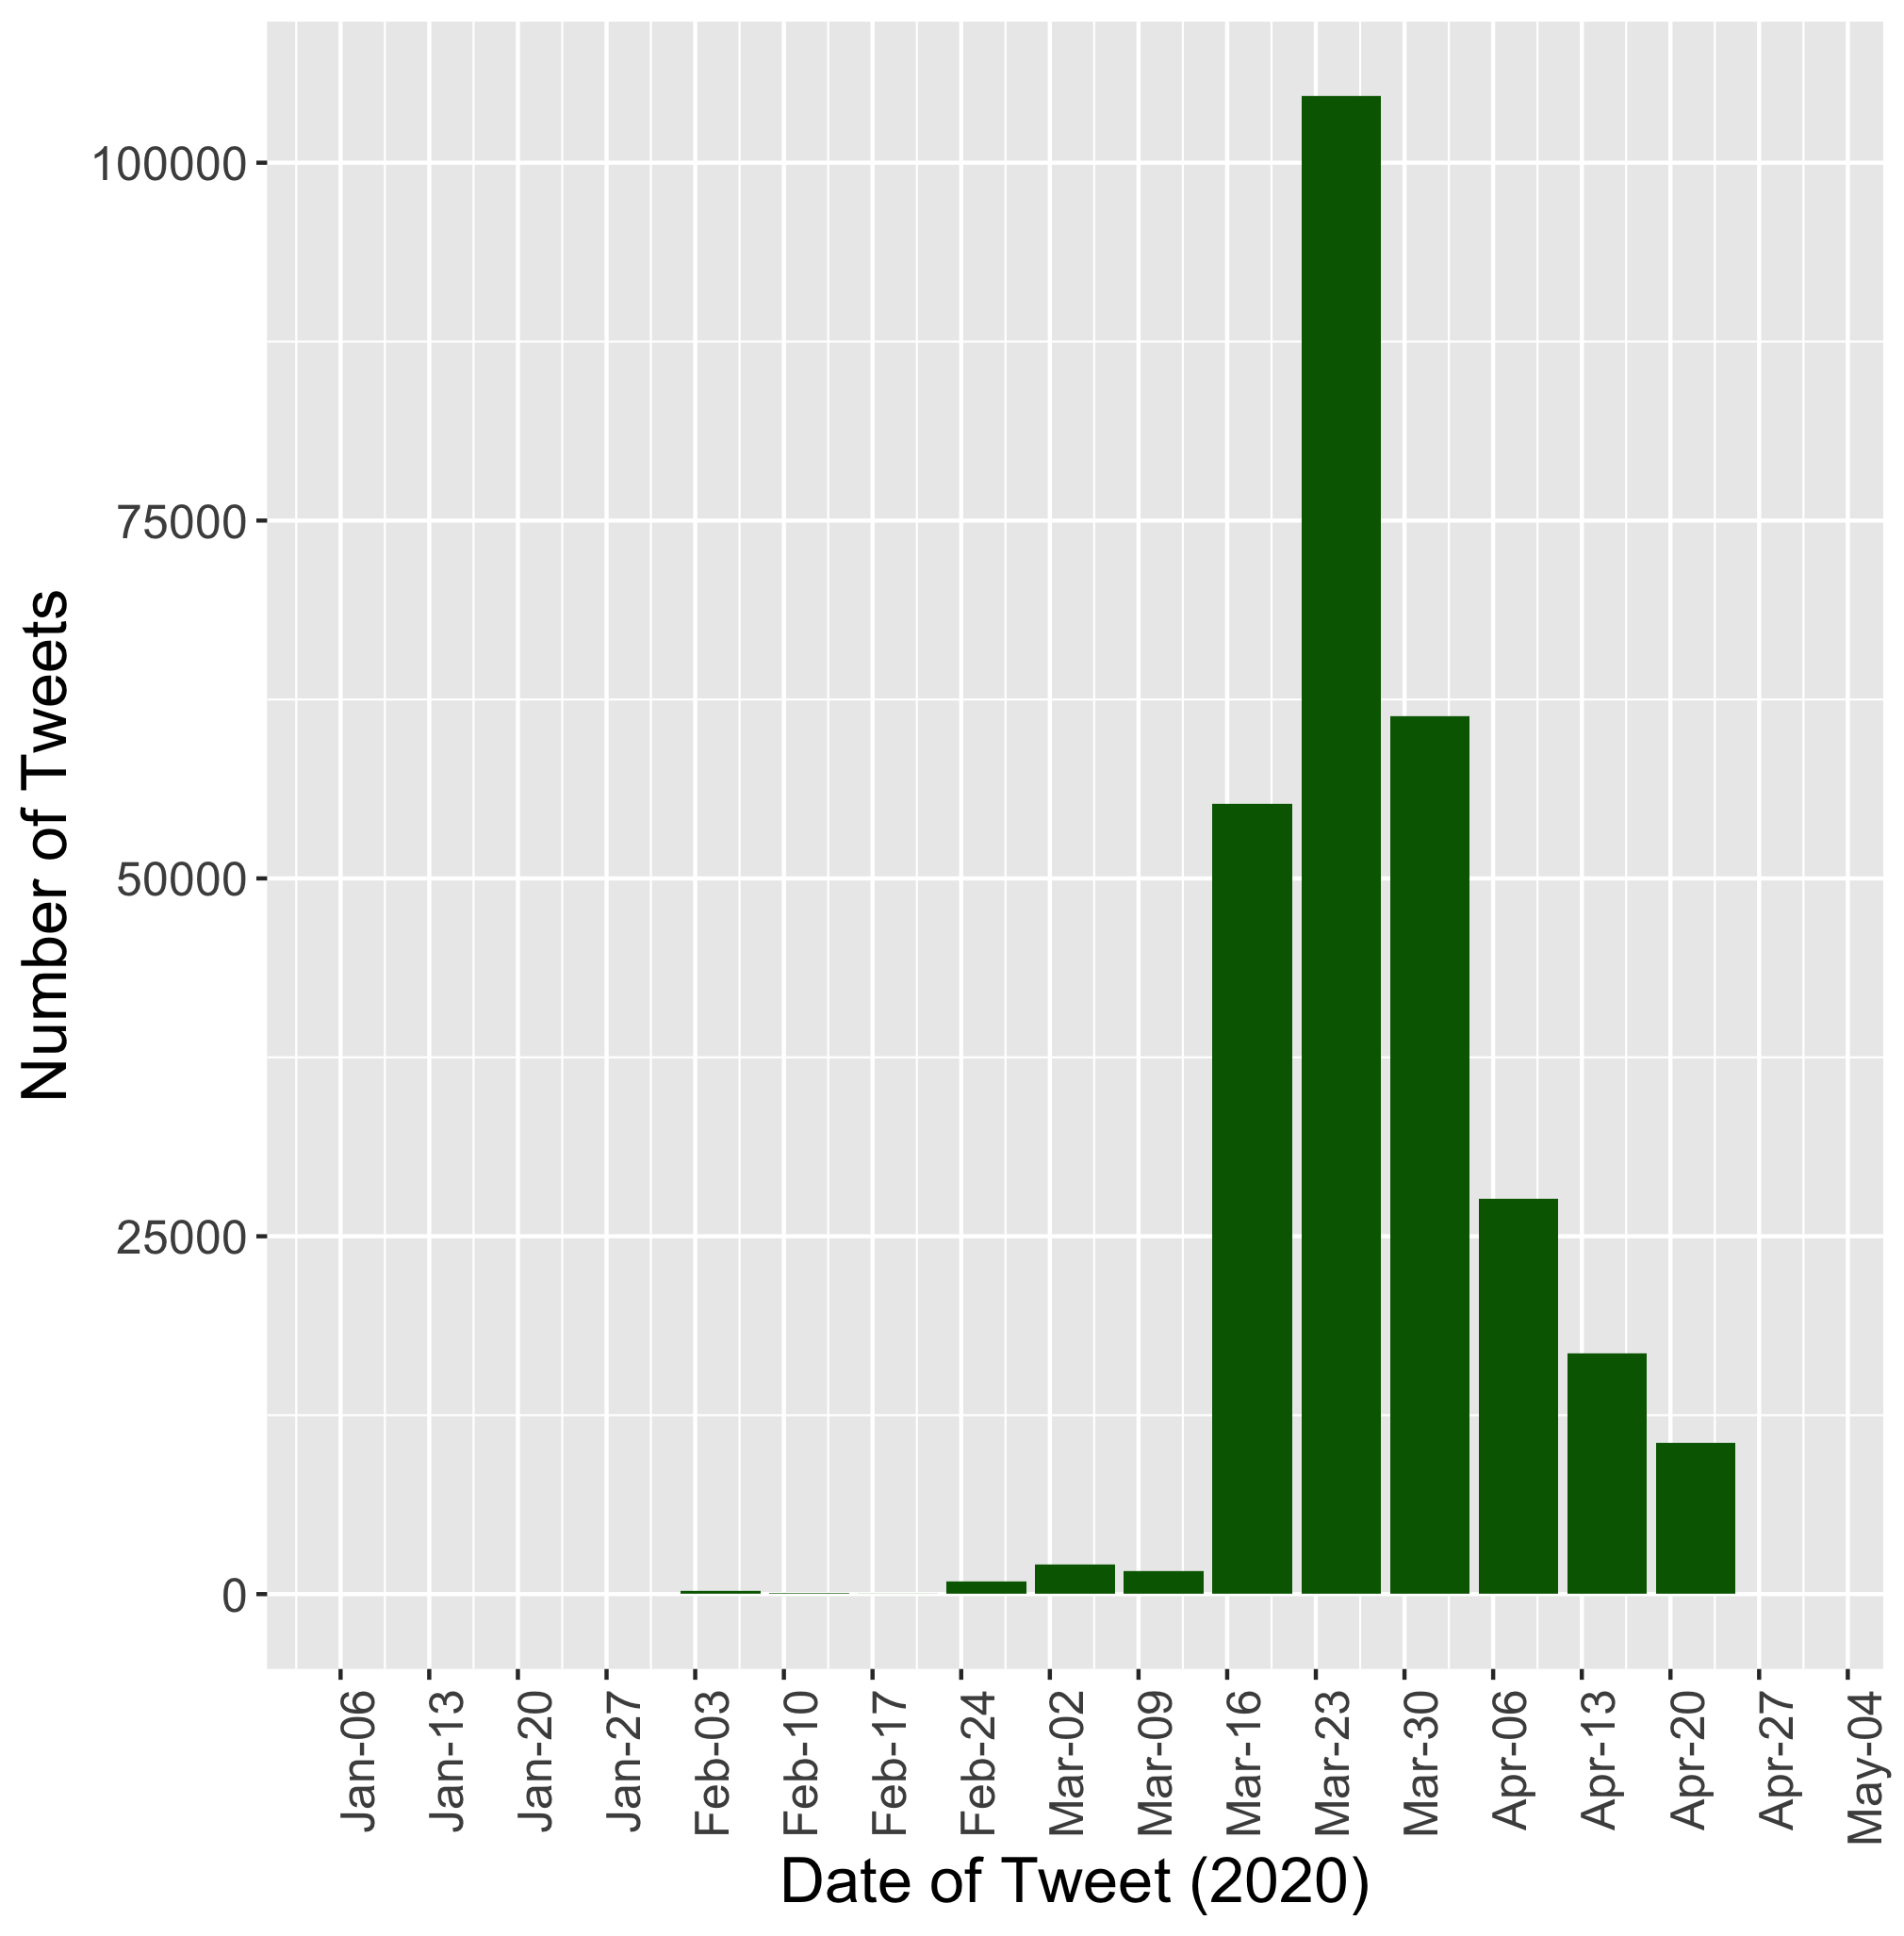 Number of Tweets
100000
75000
50000
25000
0
Jan-06
Jan-13
Jan-20
Jan-27
Feb-03
Feb-10
Feb-17
Feb-24
Mar-02
Mar-09
Mar-16
Mar-23
Mar-30
Apr-06
Apr-13
Apr-20
Apr-27
May-04
Date of Tweet (2020)